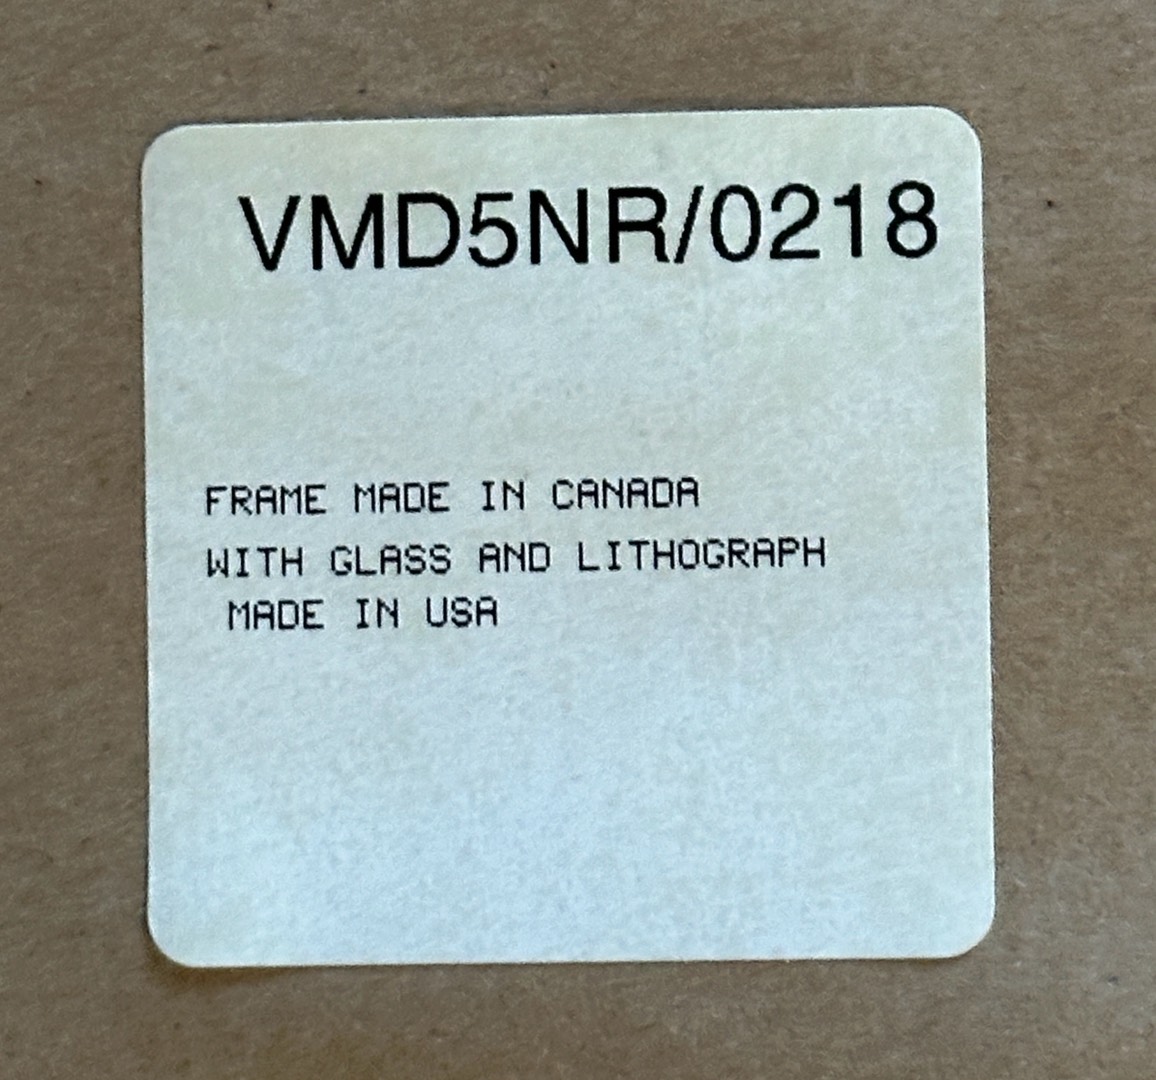 VMD5NR/0218
FRAME MADE IN CANADA
WITH GLASS AND LITHOGRAPH
MADE IN USA